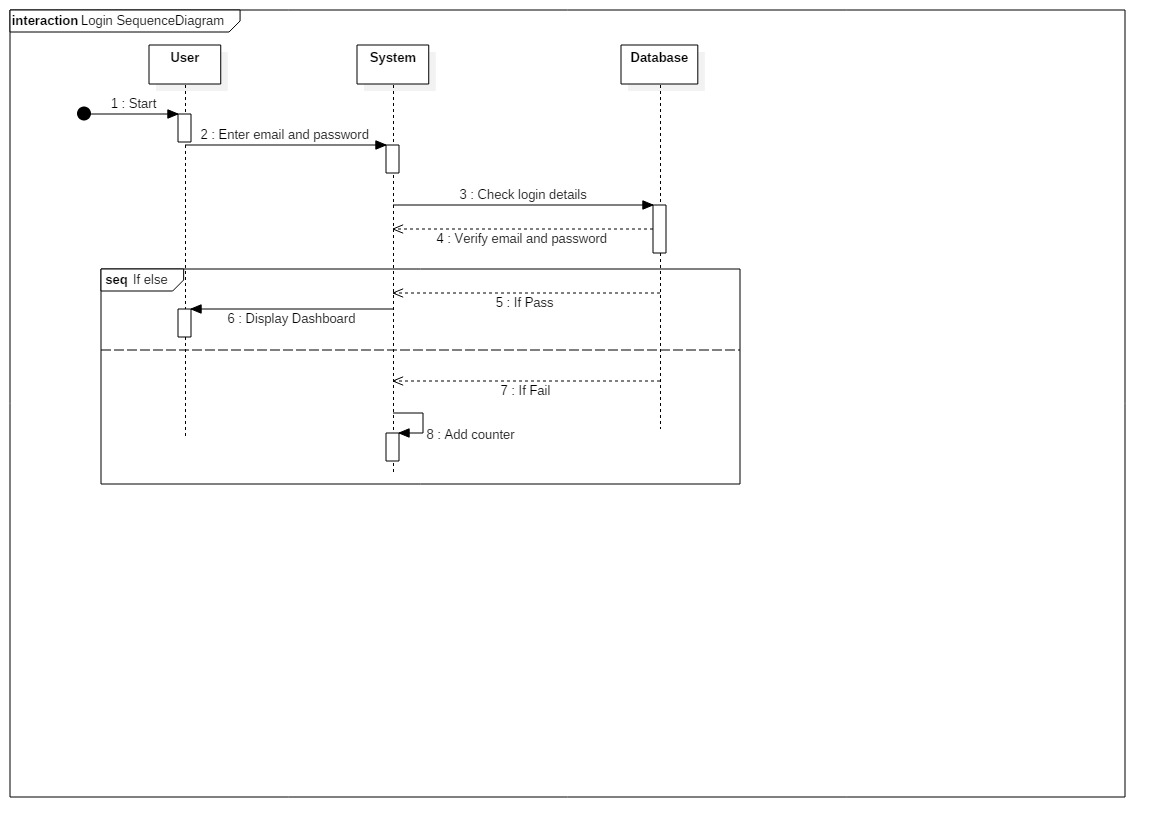 interaction Login SequenceDiagram
User
System
Database
1 : Start
2 : Enter email and password
3 : Check login details
4 : Verify email and password
seq If else
5 : If Pass
6 : Display Dashboard
7 : If Fail
8 : Add counter